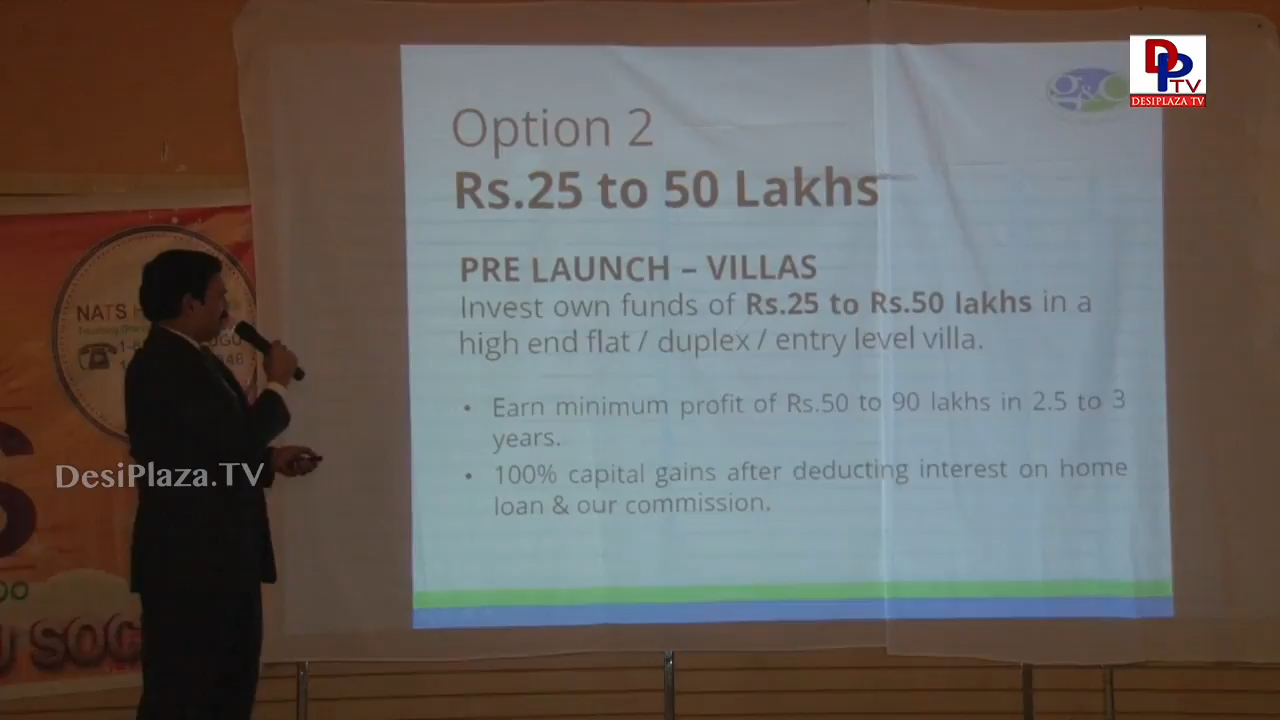 DPTV
DESIPLAZA TV
g&c
Option 2
Rs.25 to 50 Lakhs
PRE LAUNCH – VILLAS
Invest own funds of Rs.25 to Rs.50 lakhs in a
high end flat / duplex / entry level villa.
• Earn minimum profit of Rs.50 to 90 lakhs in 2.5 to 3
years.
• 100% capital gains after deducting interest on home
loan & our commission.
NATS
DesiPlaza.TV
SOC